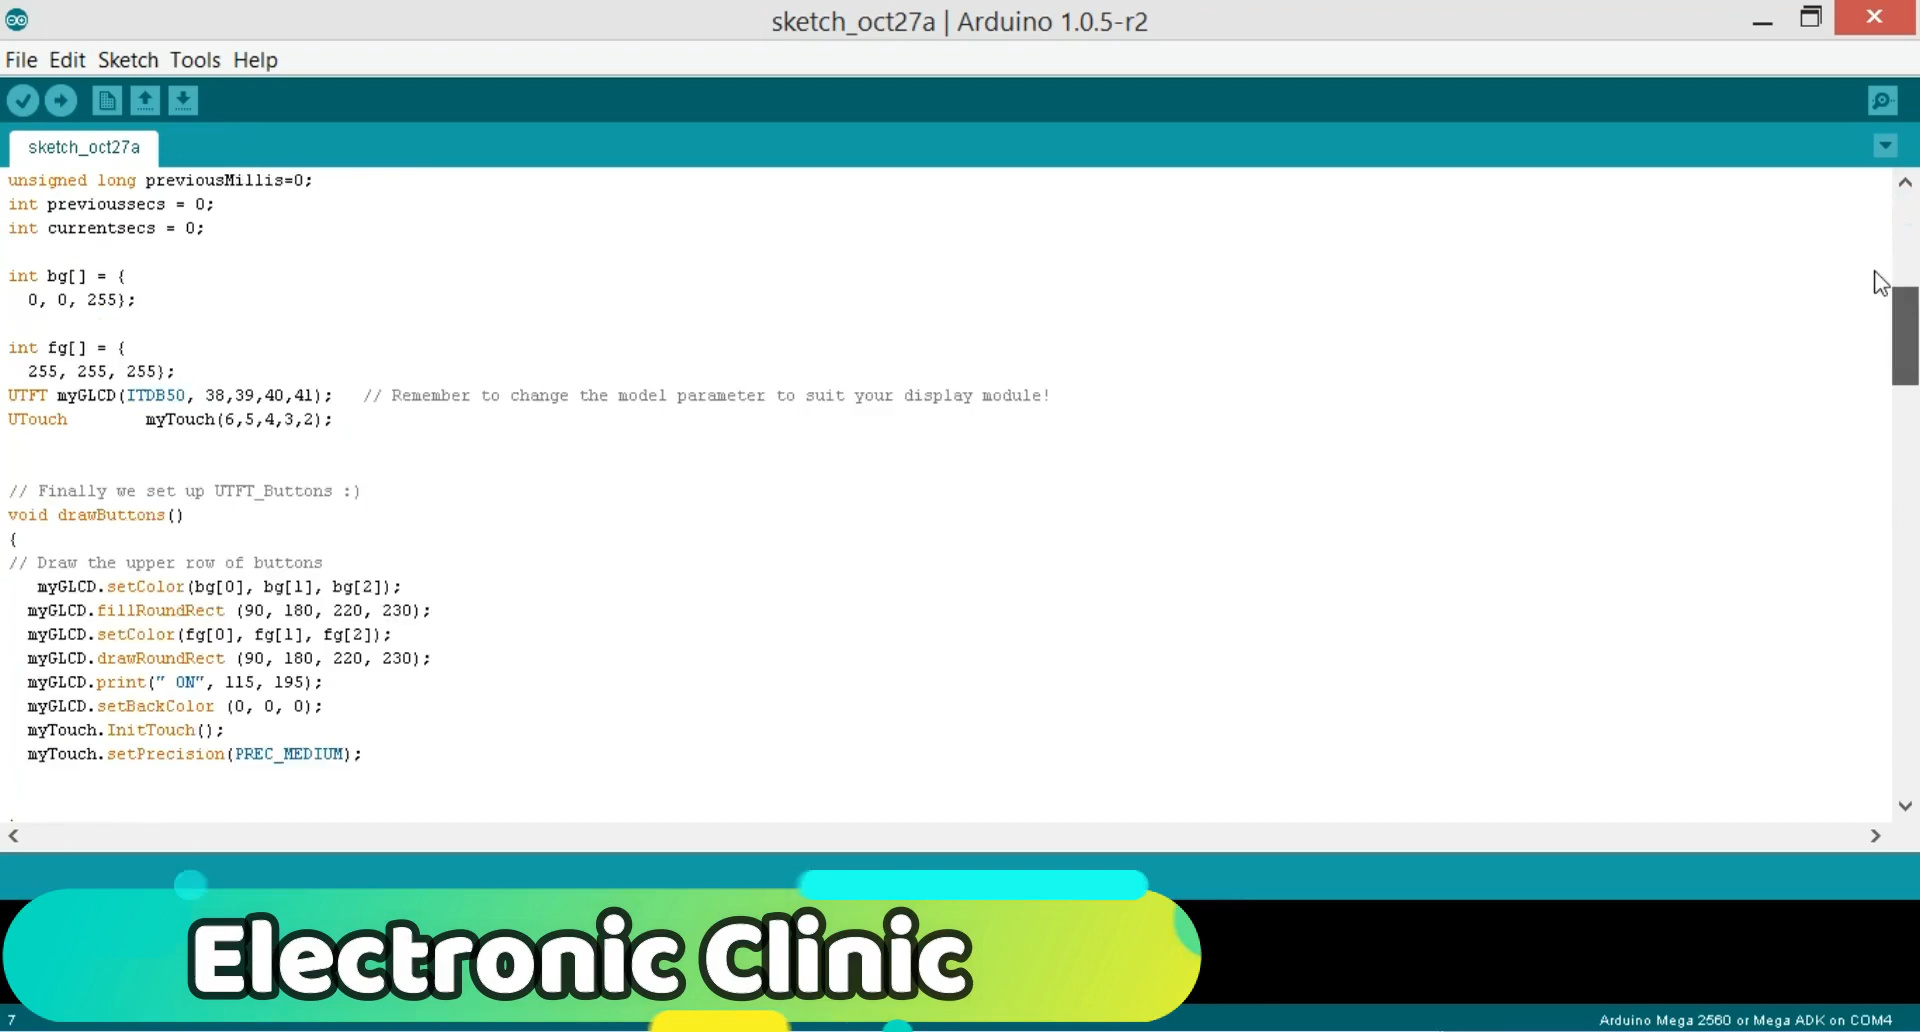 sketch_oct27a | Arduino 1.0.5-r2
File Edit Sketch Tools Help
sketch_oct27a
unsigned long previousMillis=0;
int previoussecs = 0;
int currentsecs = 0;
int bg[] = {
0, 0, 255};
int fg[] = {
255, 255, 255};
UTFT myGLCD(ITDB50, 38,39,40,41);   // Remember to change the model parameter to suit your display module!
UTouch        myTouch(6,5,4,3,2);
// Finally we set up UTFT_Buttons :)
void drawButtons()
{
// Draw the upper row of buttons
myGLCD.setColor(bg[0], bg[1], bg[2]);
myGLCD.fillRoundRect (90, 180, 220, 230);
myGLCD.setColor(fg[0], fg[1], fg[2]);
myGLCD.drawRoundRect (90, 180, 220, 230);
myGLCD.print(" ON", 115, 195);
myGLCD.setBackColor (0, 0, 0);
myTouch.InitTouch();
myTouch.setPrecision(PREC_MEDIUM);
Electronic Clinic
7
Arduino Mega 2560 or Mega ADK on COM4